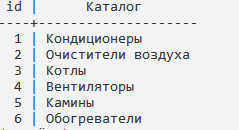 id | Каталог
----+--------------------
1 | Кондиционеры
2 | Очистители воздуха
3 | Котлы
4 | Вентиляторы
5 | Камины
6 | Обогреватели